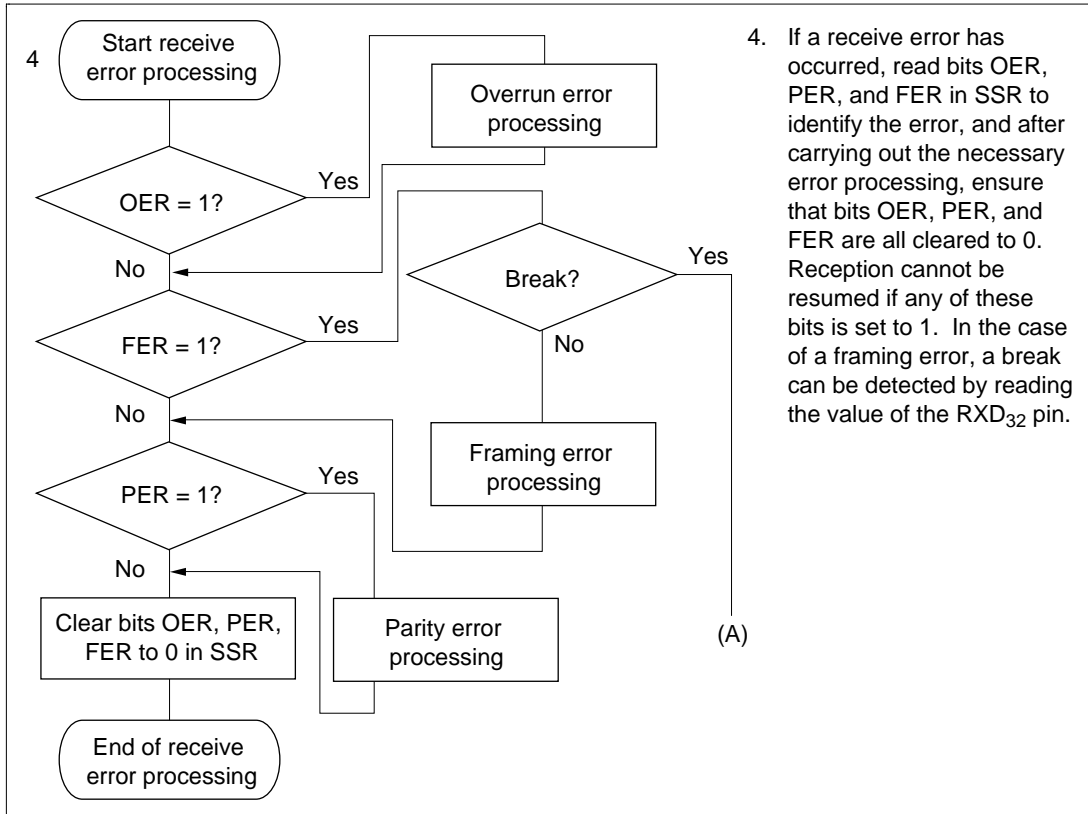 4
Start receive
error processing
Overrun error
processing
OER = 1?
Yes
No
Break?
Yes
No
FER = 1?
Yes
No
Framing error
processing
PER = 1?
Yes
No
Clear bits OER, PER,
FER to 0 in SSR
Parity error
processing
(A)
End of receive
error processing
4. If a receive error has
occurred, read bits OER,
PER, and FER in SSR to
identify the error, and after
carrying out the necessary
error processing, ensure
that bits OER, PER, and
FER are all cleared to 0.
Reception cannot be
resumed if any of these
bits is set to 1. In the case
of a framing error, a break
can be detected by reading
the value of the RXD32 pin.